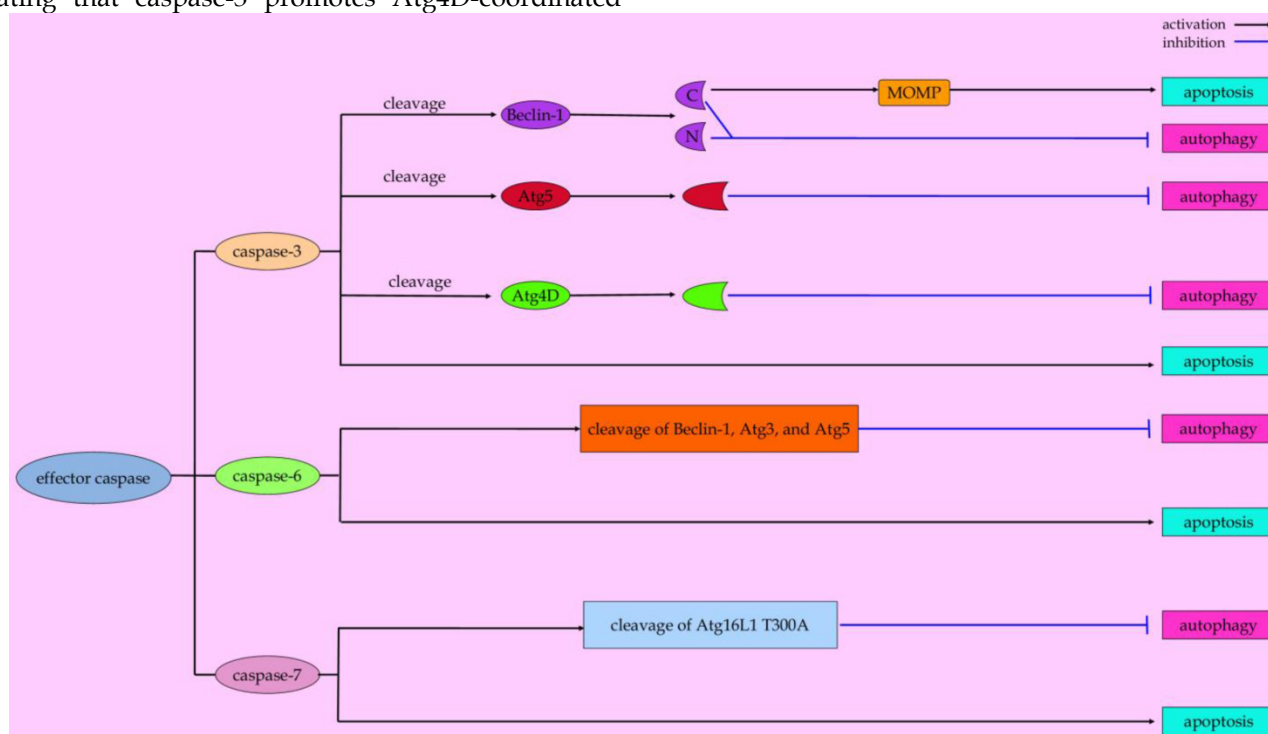 that caspase-3 promotes Atg4D-coordinated
activation
inhibition
cleavage
Beclin-1
C
MOMP
apoptosis
N
autophagy
cleavage
Atg5
autophagy
caspase-3
cleavage
Atg4D
autophagy
apoptosis
cleavage of Beclin-1, Atg3, and Atg5
autophagy
effector caspase
caspase-6
apoptosis
cleavage of Atg16L1 T300A
autophagy
caspase-7
apoptosis